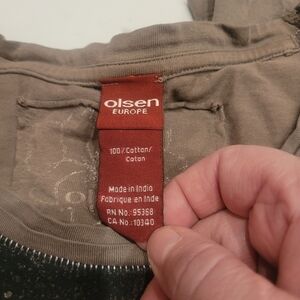 olsen
EUROPE
100/Cotton/
Coton
Made in India
Fabriqué en Inde
RN No.: 95368
CA No.: 10340